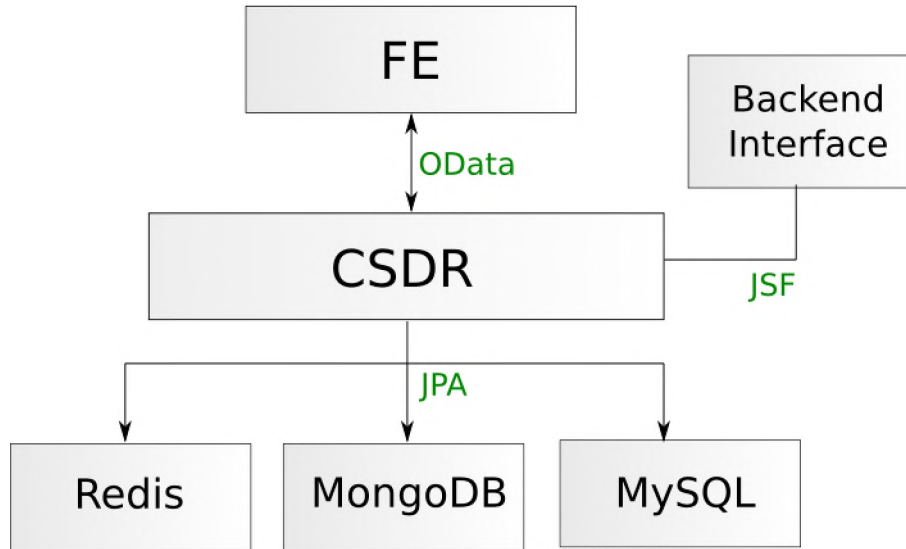 FE
Backend
Interface
OData
CSDR
JSF
JPA
Redis
MongoDB
MySQL